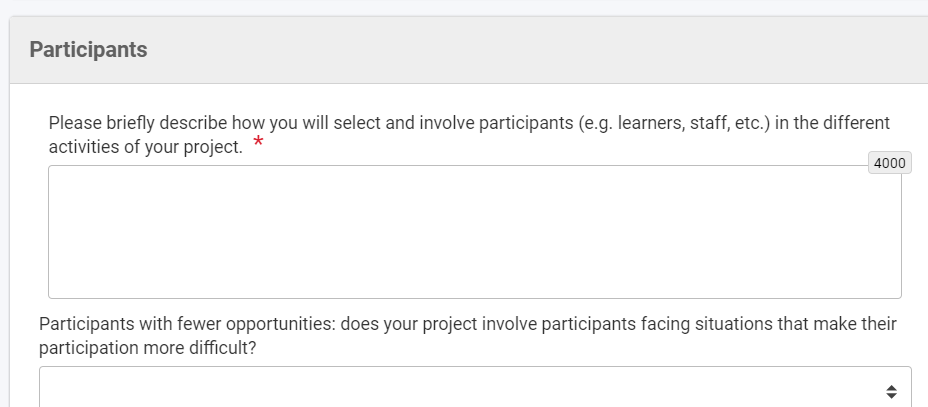 Participants
Please briefly describe how you will select and involve participants (e.g. learners, staff, etc.) in the different
activities of your project. *
4000
Participants with fewer opportunities: does your project involve participants facing situations that make their
participation more difficult?